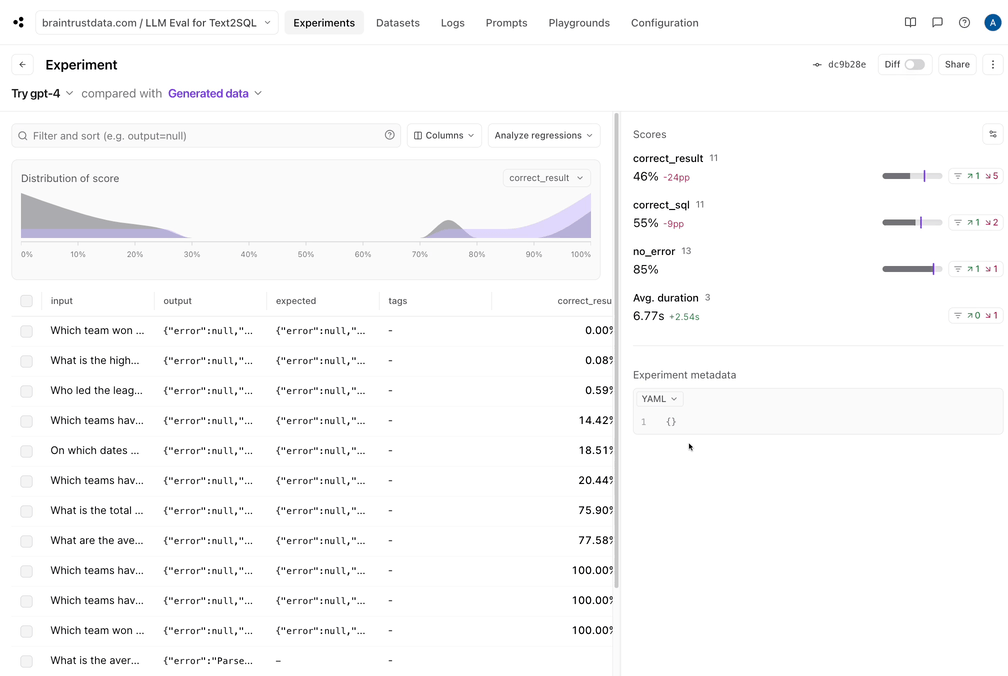 braintrustdata.com / LLM Eval for Text2SQL Experiments Datasets Logs Prompts Playgrounds Configuration A
Experiment dc9b28e Diff Share
Try gpt-4 compared with Generated data
Filter and sort (e.g. output=null) Columns Analyze regressions
Distribution of score correct_result
0% 10% 20% 30% 40% 50% 60% 70% 80% 90% 100%
input output expected tags correct_resu
Which team won ... {"error":null,"... {"error":null,"... - 0.00%
What is the high... {"error":null,"... {"error":null,"... - 0.08%
Who led the leag... {"error":null,"... {"error":null,"... - 0.59%
Which teams hav... {"error":null,"... {"error":null,"... - 14.42%
On which dates ... {"error":null,"... {"error":null,"... - 18.51%
Which teams hav... {"error":null,"... {"error":null,"... - 20.44%
What is the total ... {"error":null,"... {"error":null,"... - 75.90%
What are the ave... {"error":null,"... {"error":null,"... - 77.58%
Which teams hav... {"error":null,"... {"error":null,"... - 100.00%
Which teams hav... {"error":null,"... {"error":null,"... - 100.00%
Which team won ... {"error":null,"... {"error":null,"... - 100.00%
What is the aver... {"error":"Parse... – -
Scores
correct_result 11
46% -24pp 1 5
correct_sql 11
55% -9pp 1 2
no_error 13
85% 1 1
Avg. duration 3
6.77s +2.54s 0 1
Experiment metadata
YAML
1 {}